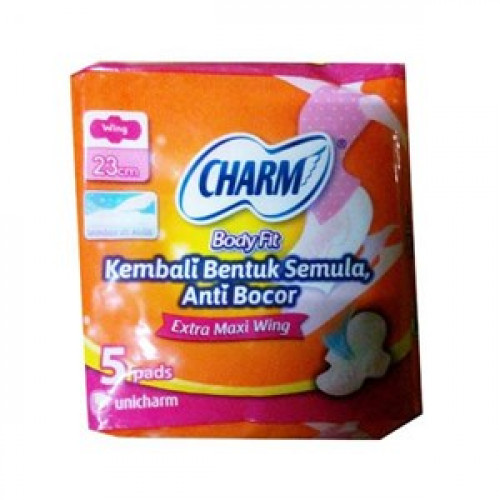 Wing
23cm
CHARM
®
Body Fit
Kembali Bentuk Semula,
Anti Bocor
Extra Maxi Wing
5 pads
unicharm